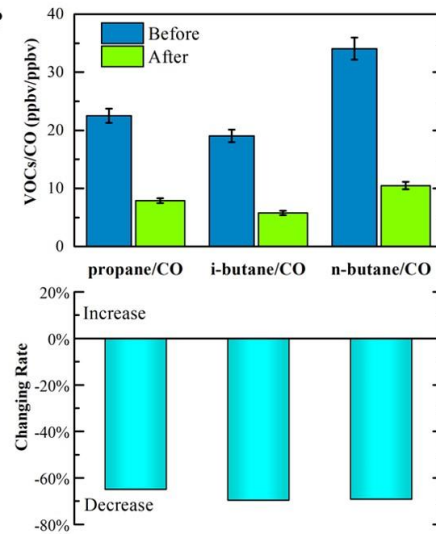 40
Before
After
30
20
10
0
VOCs/CO (ppbv/ppbv)
propane/CO i-butane/CO n-butane/CO
20%
Increase
0%
-20%
-40%
-60%
Decrease
-80%
Changing Rate